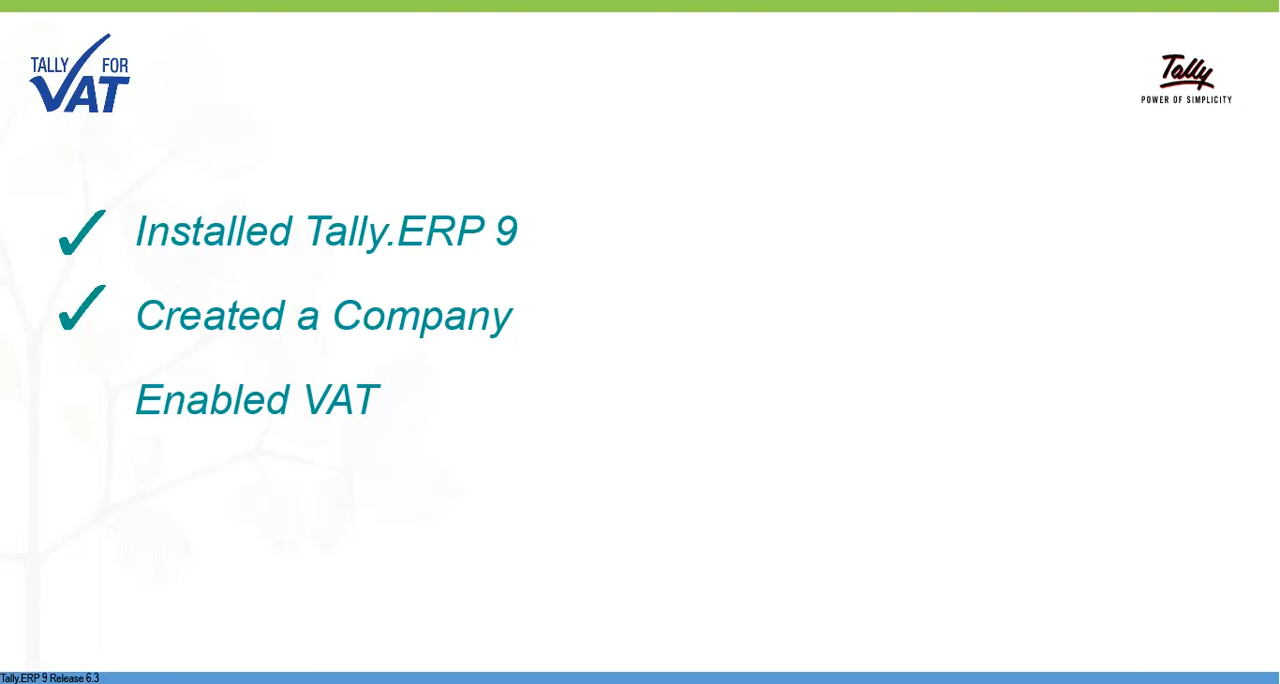 TALLY FOR
VAT
Tally
POWER OF SIMPLICITY
Installed Tally.ERP 9
Created a Company
Enabled VAT
Tally.ERP 9 Release 6.3